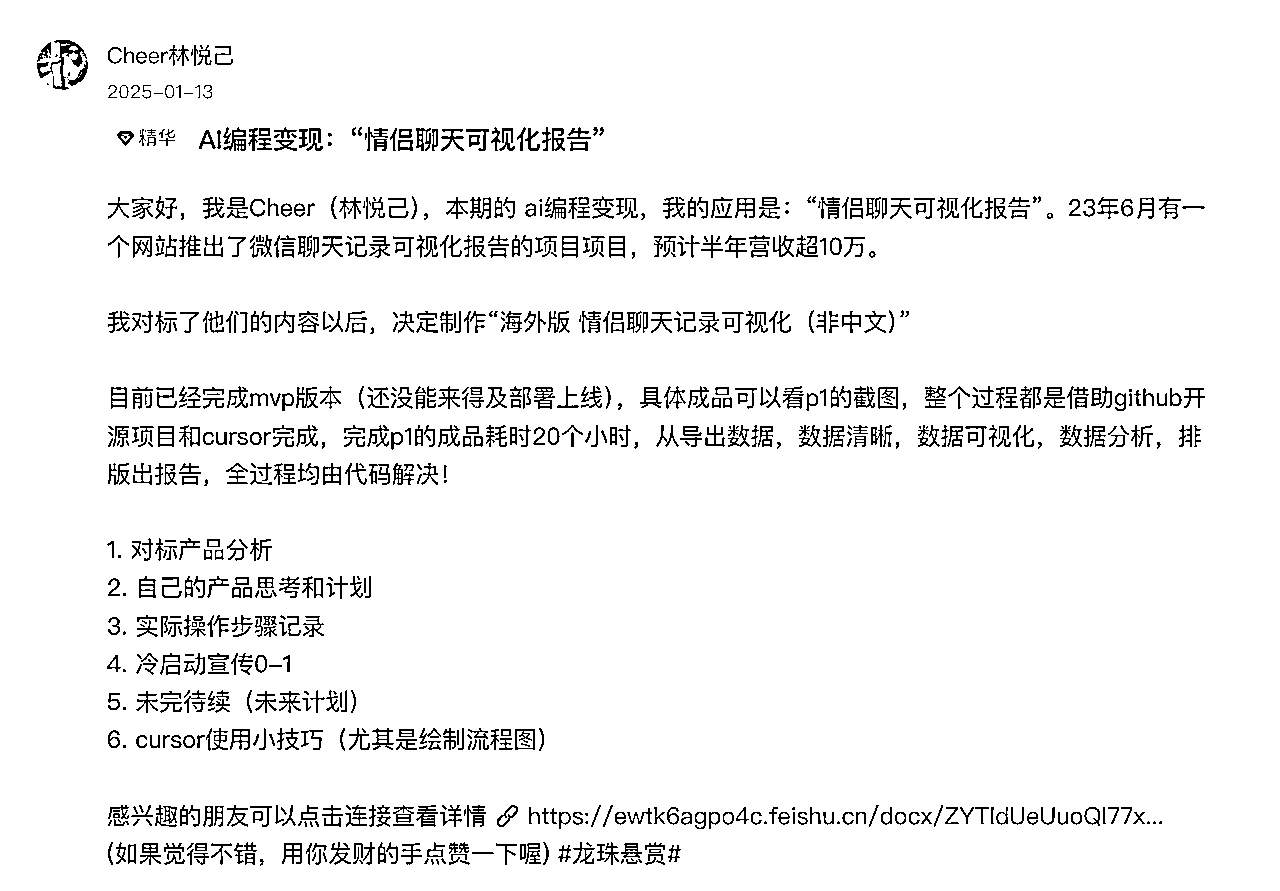 Cheer林悦己
2025-01-13
精华 AI编程变现：“情侣聊天可视化报告”
大家好，我是Cheer（林悦己），本期的 ai编程变现，我的应用是：“情侣聊天可视化报告”。23年6月有一
个网站推出了微信聊天记录可视化报告的项目项目，预计半年营收超10万。
我对标了他们的内容以后，决定制作“海外版 情侣聊天记录可视化（非中文）”
目前已经完成mvp版本（还没能来得及部署上线），具体成品可以看p1的截图，整个过程都是借助github开
源项目和cursor完成，完成p1的成品耗时20个小时，从导出数据，数据清晰，数据可视化，数据分析，排
版出报告，全过程均由代码解决！
1. 对标产品分析
2. 自己的产品思考和计划
3. 实际操作步骤记录
4. 冷启动宣传0-1
5. 未完待续（未来计划）
6. cursor使用小技巧（尤其是绘制流程图）
感兴趣的朋友可以点击连接查看详情 https://ewtk6agpo4c.feishu.cn/docx/ZYTldUeUuoQl77x...
(如果觉得不错，用你发财的手点赞一下喔) #龙珠悬赏#